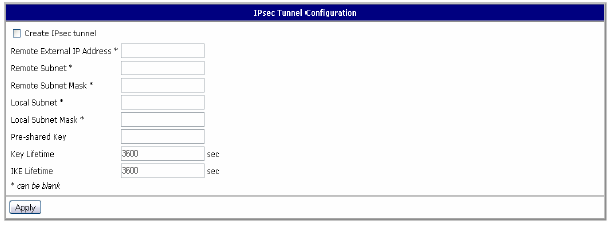 IPsec Tunnel Configuration
Create IPsec tunnel
Remote External IP Address *
Remote Subnet *
Remote Subnet Mask *
Local Subnet *
Local Subnet Mask *
Pre-shared Key
Key Lifetime 3600 sec
IKE Lifetime 3600 sec
* can be blank
Apply